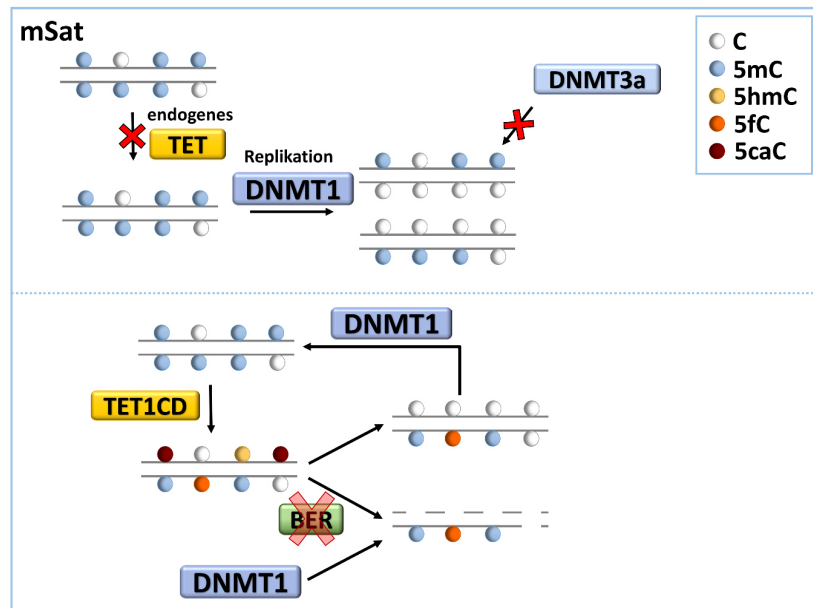 mSat
C
5mC
5hmC
5fC
5caC
DNMT3a
endogenes
TET
Replikation
DNMT1
DNMT1
TET1CD
BER
DNMT1